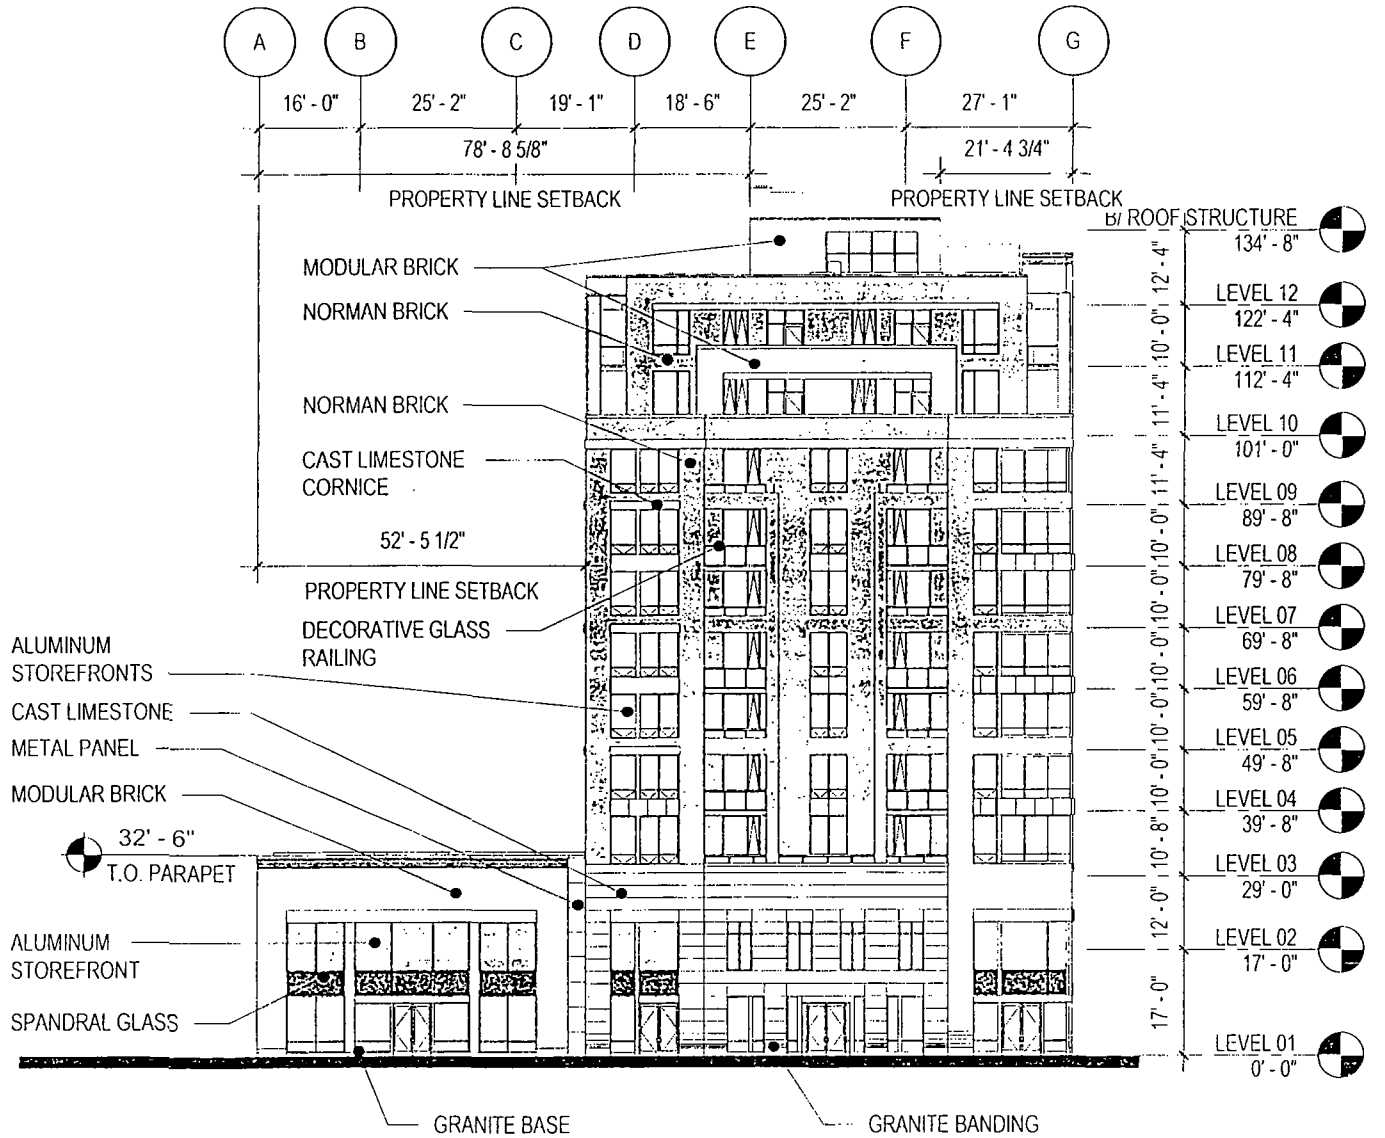 A B C D E F G
16' - 0" 25' - 2" 19' - 1" 18' - 6" 25' - 2" 27' - 1"
78' - 8 5/8" 21' - 4 3/4"
PROPERTY LINE SETBACK PROPERTY LINE SETBACK
B/ ROOF STRUCTURE
134' - 8"
12' - 4"
MODULAR BRICK
LEVEL 12
122' - 4"
NORMAN BRICK
10' - 0"
LEVEL 11
112' - 4"
11' - 4"
NORMAN BRICK
LEVEL 10
101' - 0"
11' - 4"
CAST LIMESTONE
CORNICE
LEVEL 09
89' - 8"
10' - 0"
52' - 5 1/2"
LEVEL 08
79' - 8"
10' - 0"
PROPERTY LINE SETBACK
LEVEL 07
69' - 8"
10' - 0"
DECORATIVE GLASS
RAILING
ALUMINUM
STOREFRONTS
LEVEL 06
59' - 8"
10' - 0"
CAST LIMESTONE
LEVEL 05
49' - 8"
10' - 0"
METAL PANEL
MODULAR BRICK
LEVEL 04
39' - 8"
10' - 8"
32' - 6"
T.O. PARAPET
LEVEL 03
29' - 0"
12' - 0"
ALUMINUM
STOREFRONT
LEVEL 02
17' - 0"
17' - 0"
SPANDRAL GLASS
LEVEL 01
0' - 0"
GRANITE BASE GRANITE BANDING